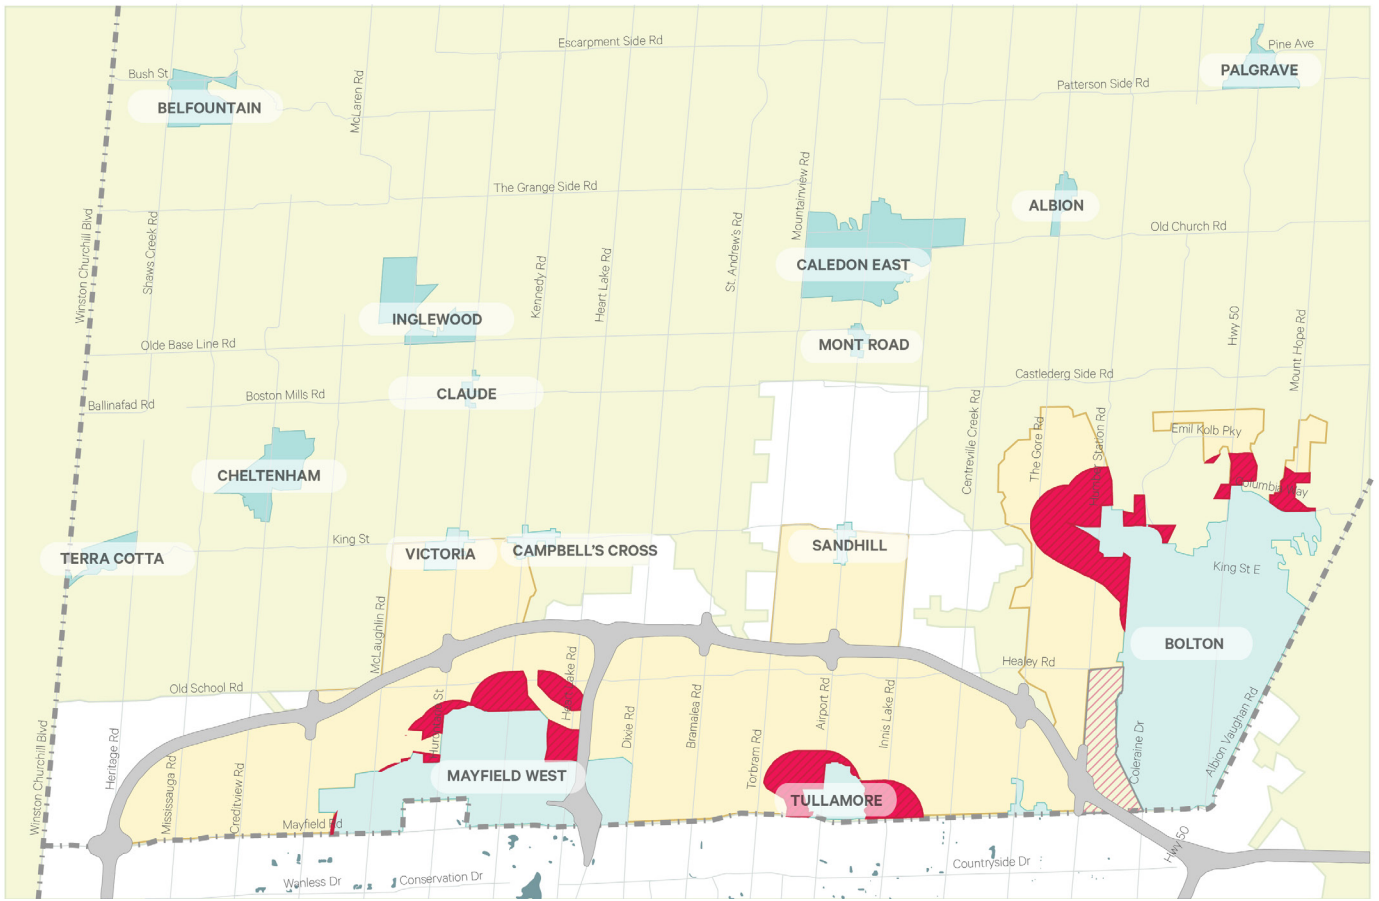 Escarpment Side Rd
Pine Ave
PALGRAVE
Bush St
Patterson Side Rd
BELFOUNTAIN
McLaren Rd
The Grange Side Rd
Mountainview Rd
ALBION
Old Church Rd
Winston Churchill Blvd
Shaws Creek Rd
St. Andrew's Rd
CALEDON EAST
Kennedy Rd
Heart Lake Rd
INGLEWOOD
Hwy 50
Mount Hope Rd
Olde Base Line Rd
MONT ROAD
Castlederg Side Rd
CLAUDE
Boston Mills Rd
Ballinafad Rd
Centreville Creek Rd
The Gore Rd
Station Rd
Emil Kolb Pky
CHELTENHAM
King St
VICTORIA
CAMPBELL'S CROSS
SANDHILL
TERRA COTTA
King St E
McLaughlin Rd
BOLTON
Healey Rd
Old School Rd
Winston Churchill Blvd
Heritage Rd
Mississauga Rd
Creditview Rd
Dixie Rd
Bramalea Rd
Torbram Rd
Airport Rd
Innis Lake Rd
Coleraine Dr
Albion Vaughan Rd
MAYFIELD WEST
TULLAMORE
Mayfield Rd
Hwy 50
Countryside Dr
Wanless Dr
Conservation Dr